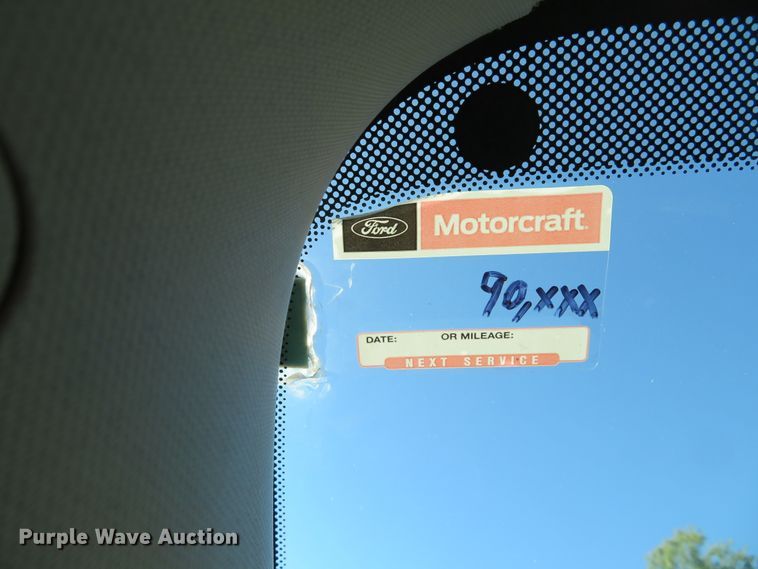 Ford Motorcraft
90,xxx
DATE: OR MILEAGE:
NEXT SERVICE
Purple Wave Auction